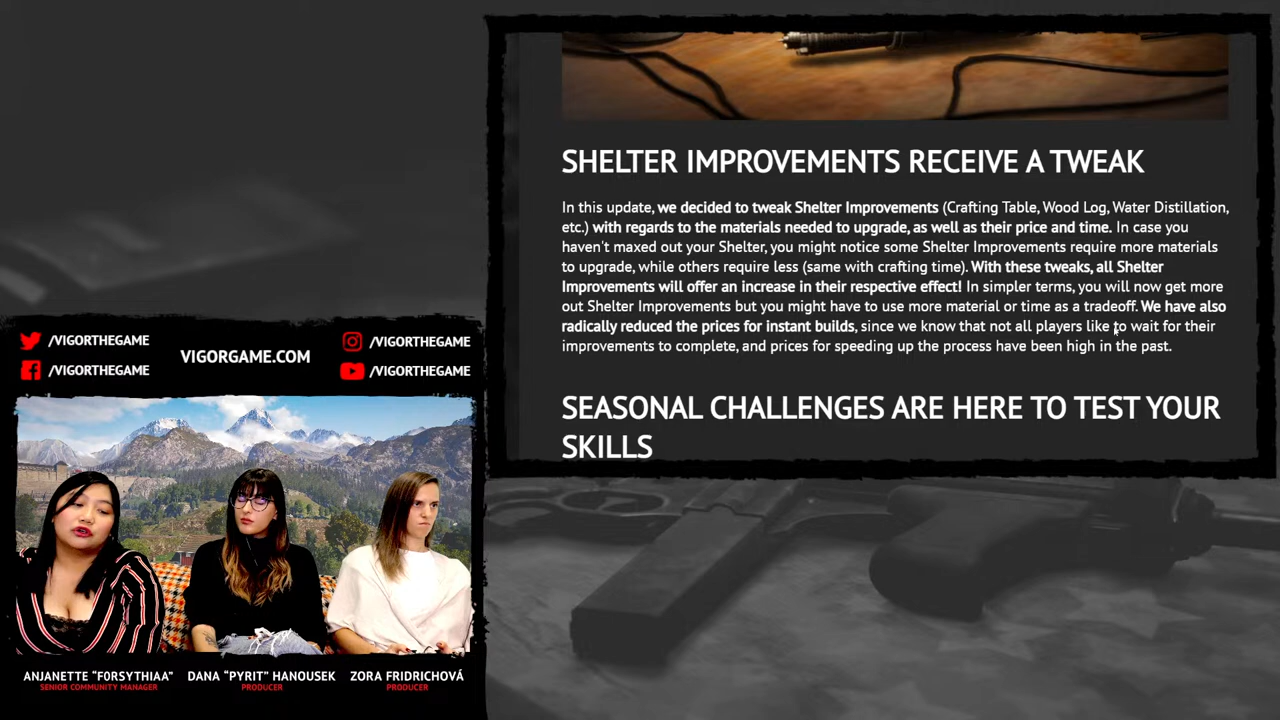 SHELTER IMPROVEMENTS RECEIVE A TWEAK
In this update, we decided to tweak Shelter Improvements (Crafting Table, Wood Log, Water Distillation,
etc.) with regards to the materials needed to upgrade, as well as their price and time. In case you
haven't maxed out your Shelter, you might notice some Shelter Improvements require more materials
to upgrade, while others require less (same with crafting time). With these tweaks, all Shelter
Improvements will offer an increase in their respective effect! In simpler terms, you will now get more
out Shelter Improvements but you might have to use more material or time as a tradeoff. We have also
radically reduced the prices for instant builds, since we know that not all players like to wait for their
improvements to complete, and prices for speeding up the process have been high in the past.
SEASONAL CHALLENGES ARE HERE TO TEST YOUR
SKILLS
/VIGORTHEGAME
/VIGORTHEGAME
VIGORGAME.COM
/VIGORTHEGAME
/VIGORTHEGAME
ANJANETTE “FORSYTHIAA”
SENIOR COMMUNITY MANAGER
DANA “PYRIT” HANOUSEK
PRODUCER
ZORA FRIDRICHOVÁ
PRODUCER